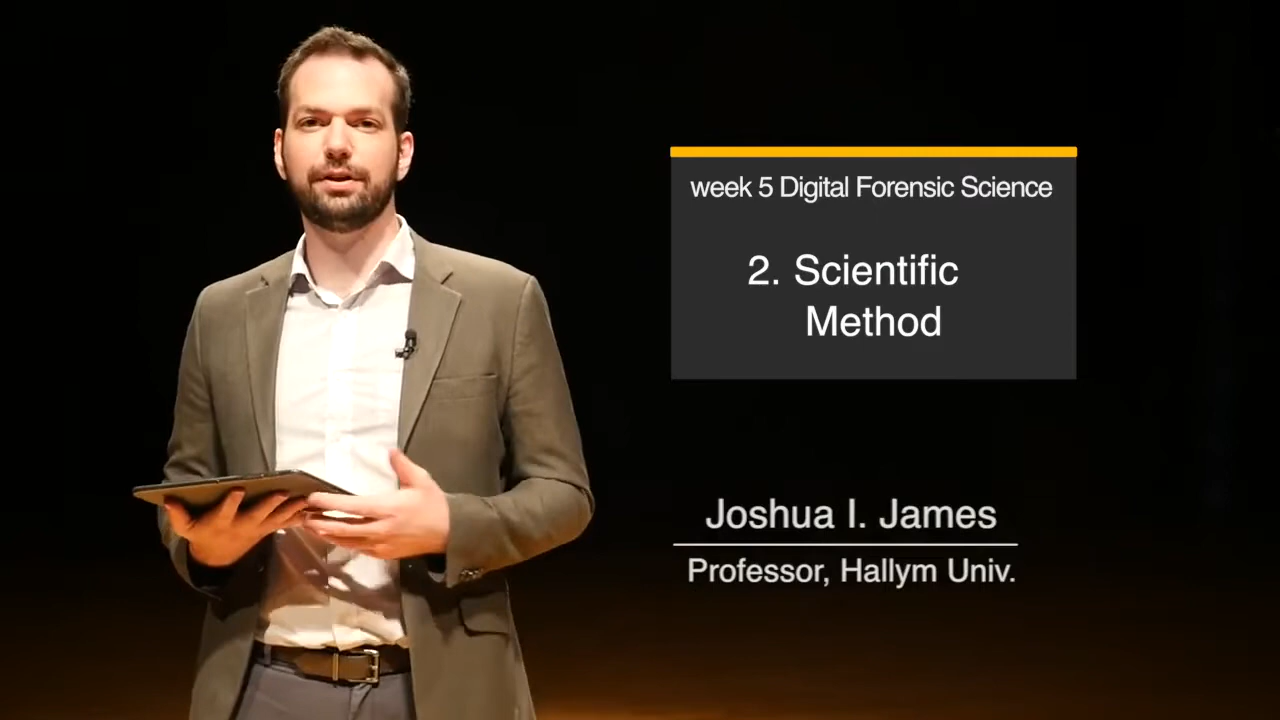 week 5 Digital Forensic Science
2. Scientific
Method
Joshua I. James
Professor, Hallym Univ.